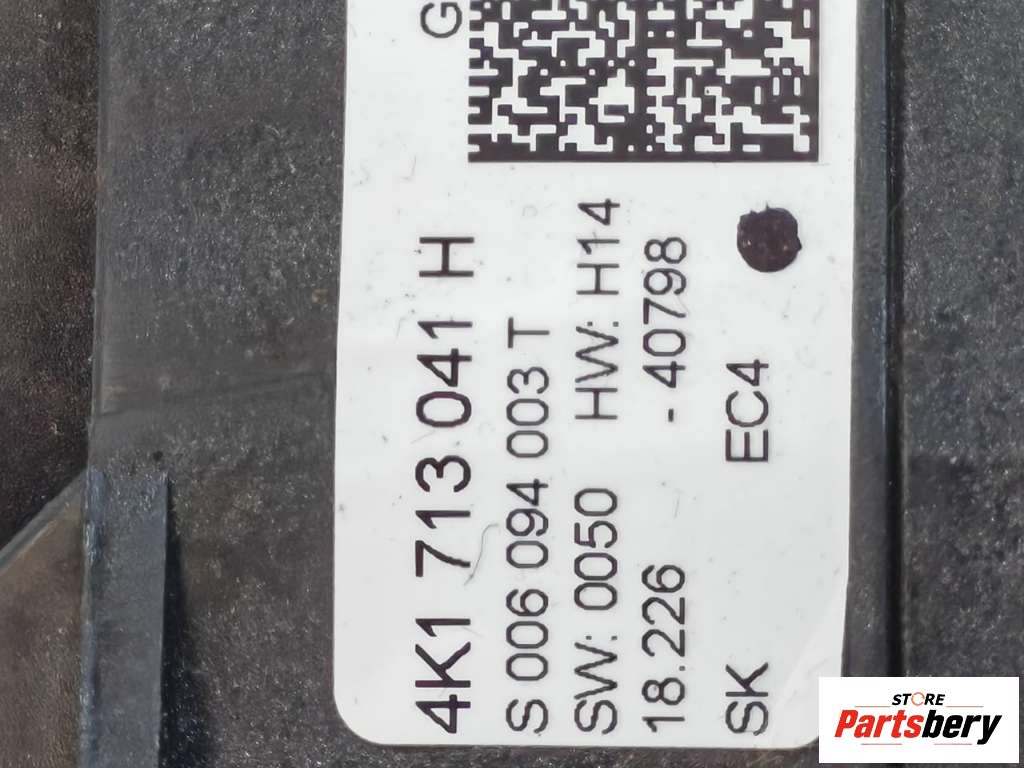 G
4K1 713 041 H
S 006 094 003 T
SW: 0050 HW: H14
18.226 - 40798
SK EC4
STORE
Partsbery